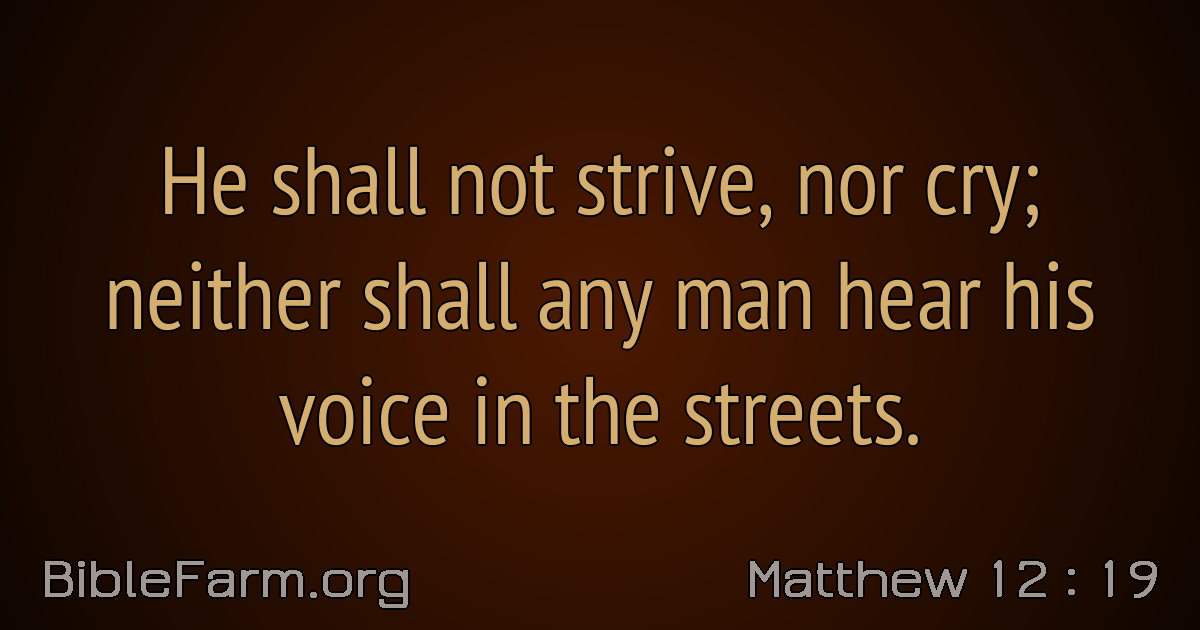 He shall not strive, nor cry;
neither shall any man hear his
voice in the streets.
BibleFarm.org
Matthew 12 : 19